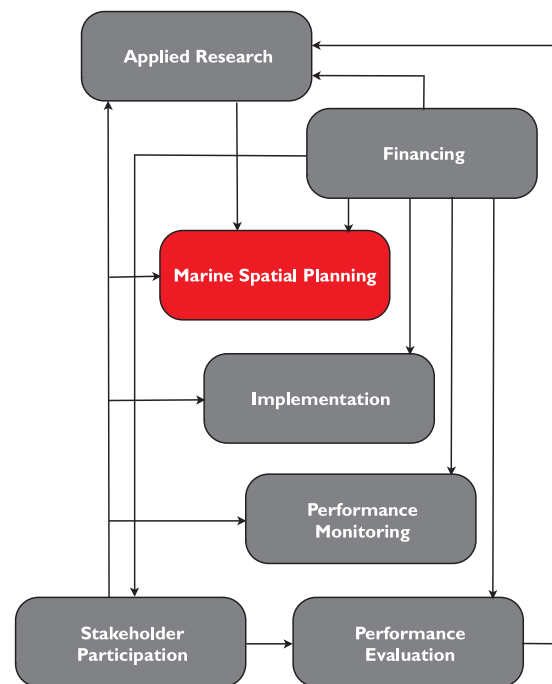 Applied Research
Financing
Marine Spatial Planning
Implementation
Performance
Monitoring
Stakeholder
Participation
Performance
Evaluation